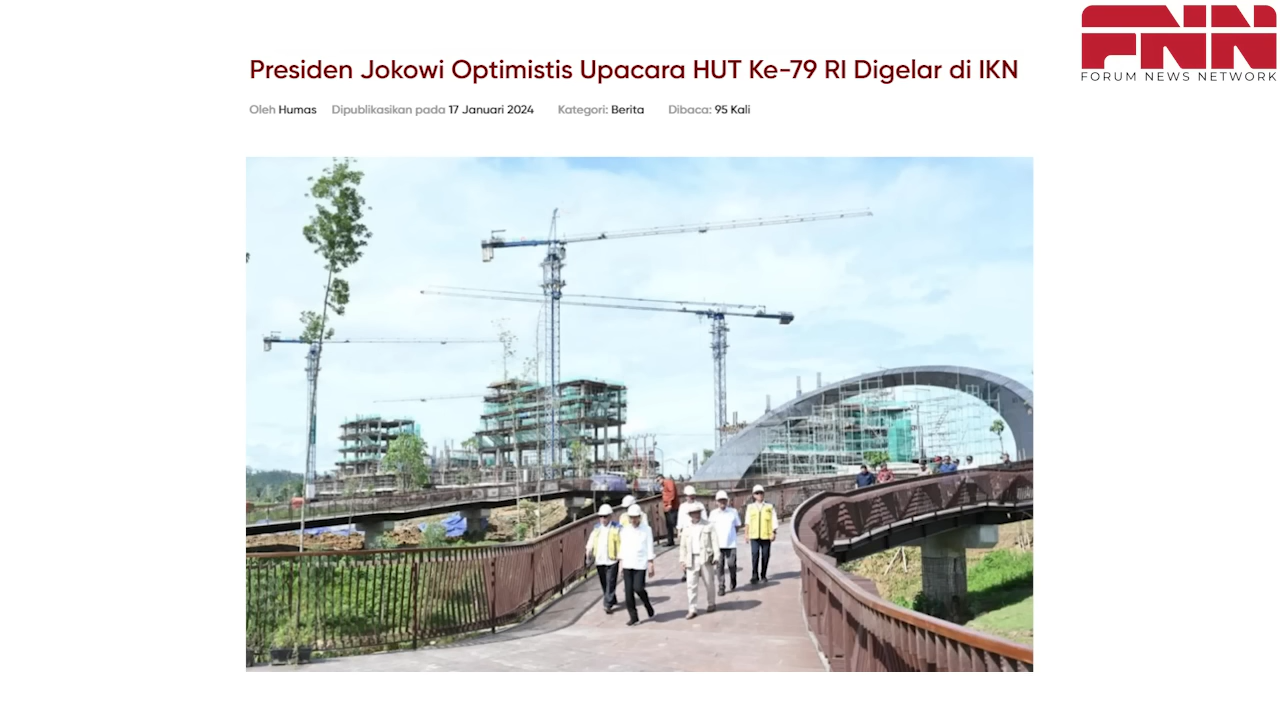 FNN
FORUM NEWS NETWORK
Presiden Jokowi Optimistis Upacara HUT Ke-79 RI Digelar di IKN
Oleh Humas Dipublikasikan pada 17 Januari 2024 Kategori: Berita Dibaca: 95 Kali